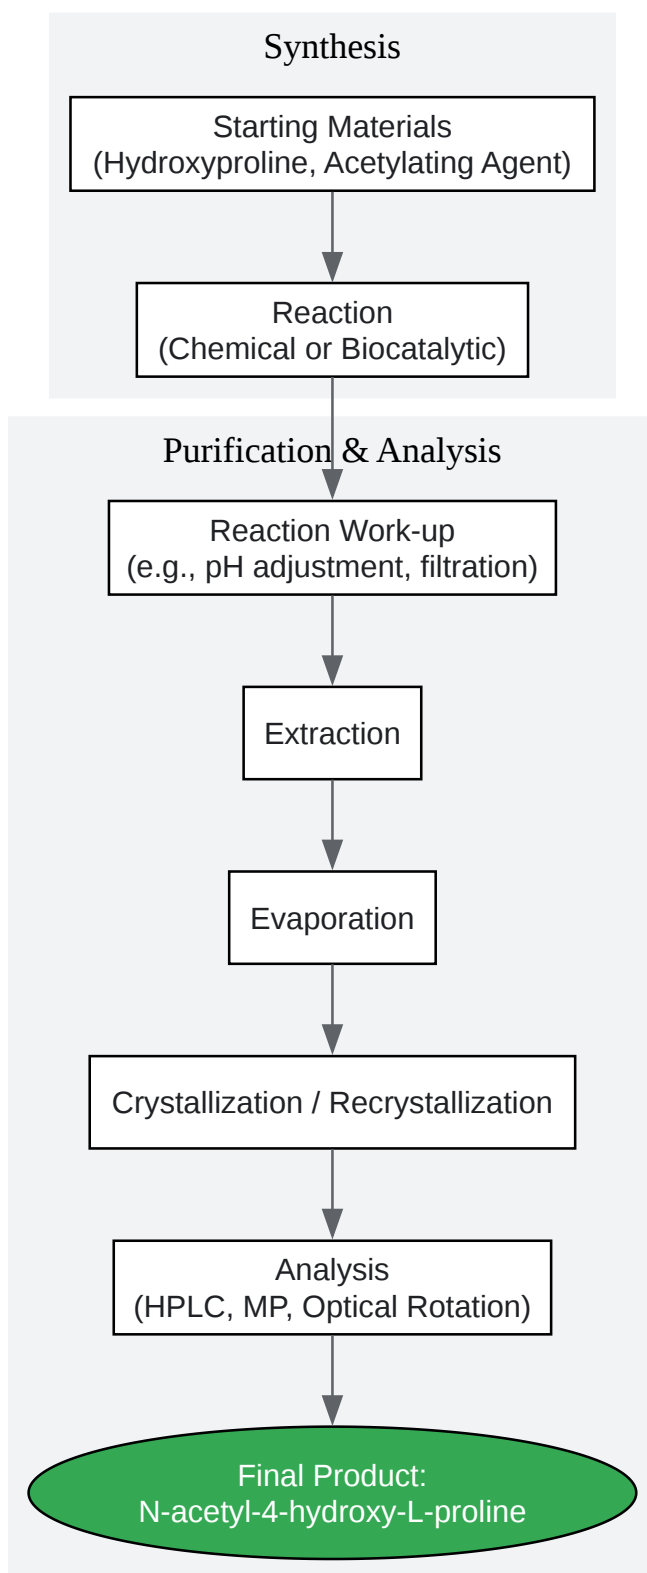 Synthesis
Starting Materials
(Hydroxyproline, Acetylating Agent)
Reaction
(Chemical or Biocatalytic)
Purification & Analysis
Reaction Work-up
(e.g., pH adjustment, filtration)
Extraction
Evaporation
Crystallization / Recrystallization
Analysis
(HPLC, MP, Optical Rotation)
Final Product:
N-acetyl-4-hydroxy-L-proline